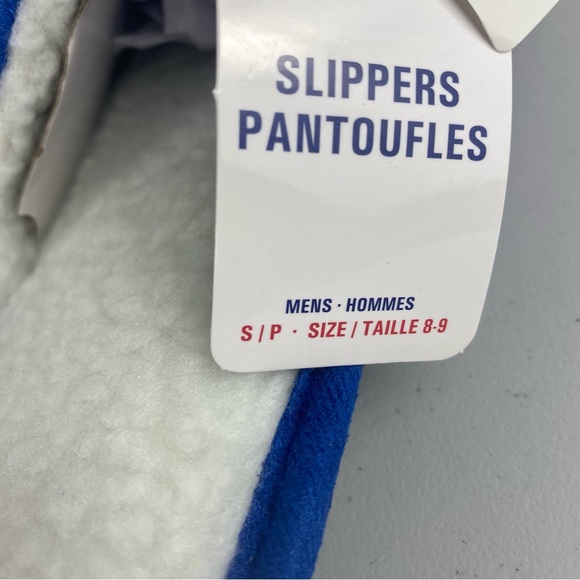 SLIPPERS
PANTOUFLES
MENS · HOMMES
S / P · SIZE / TAILLE 8-9